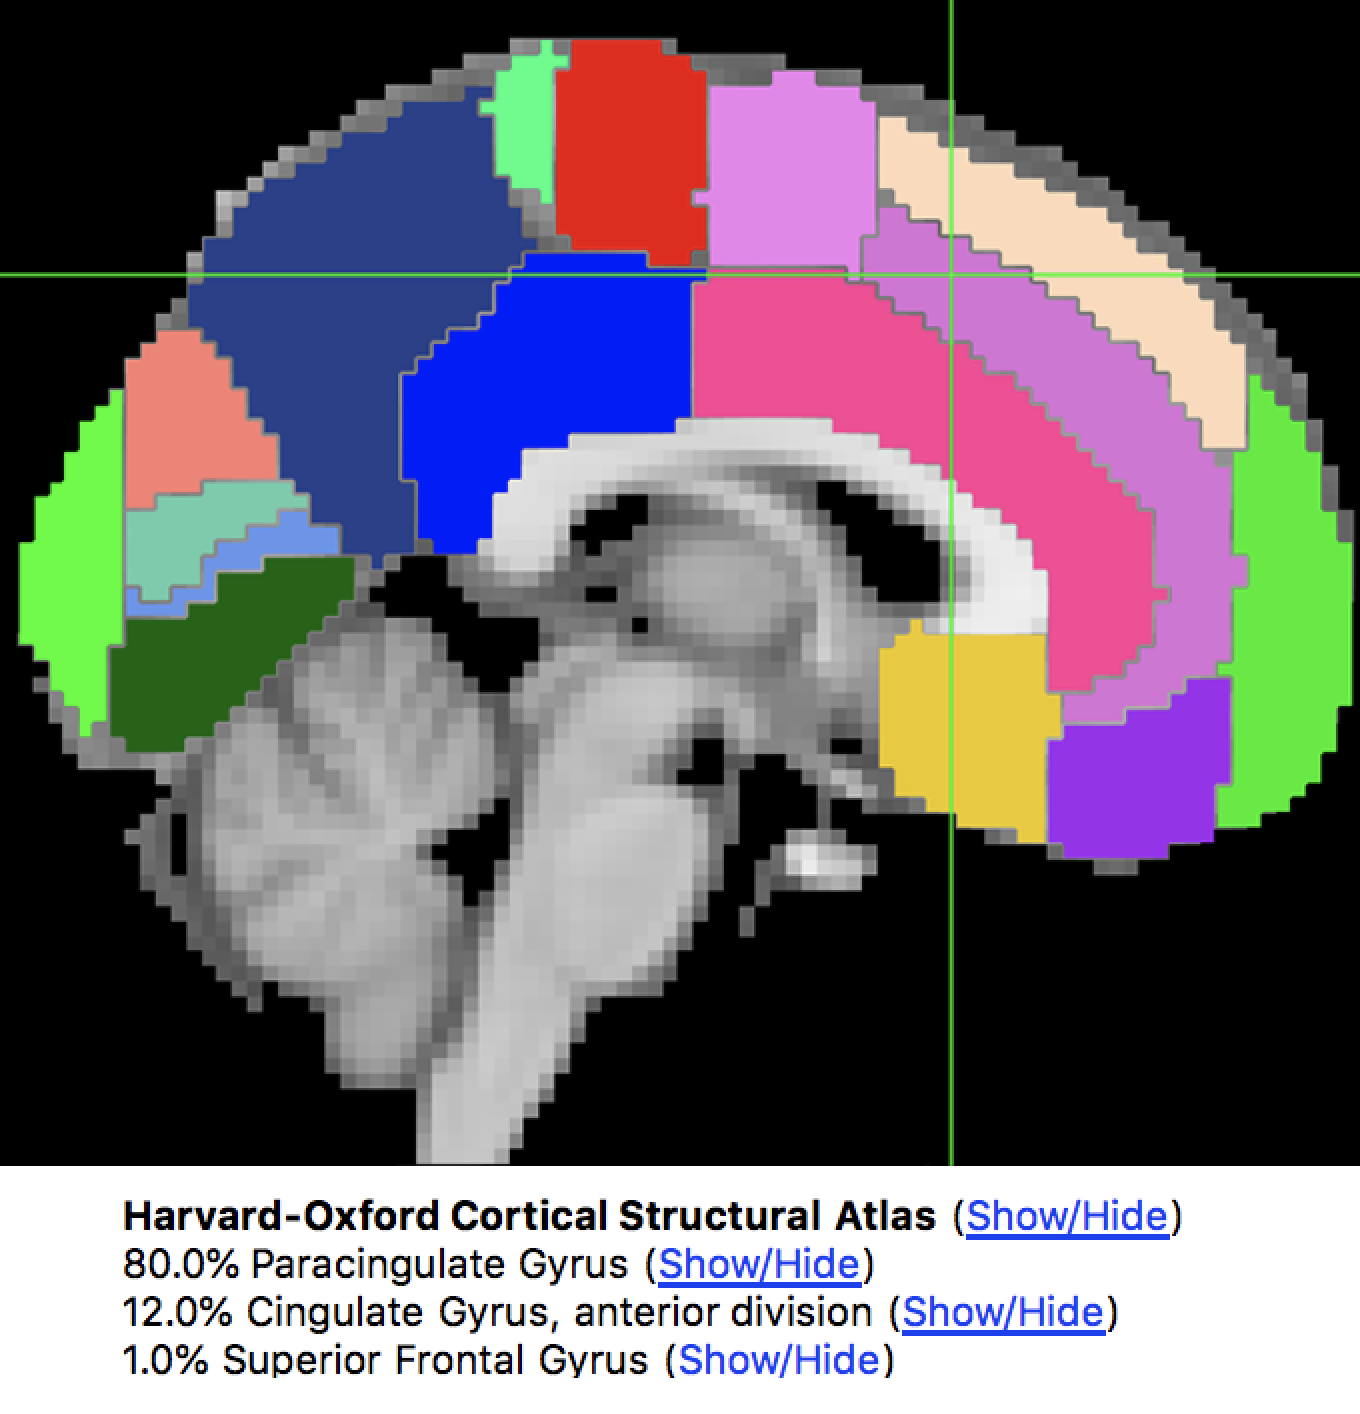 Harvard-Oxford Cortical Structural Atlas (Show/Hide)
80.0% Paracingulate Gyrus (Show/Hide)
12.0% Cingulate Gyrus, anterior division (Show/Hide)
1.0% Superior Frontal Gyrus (Show/Hide)